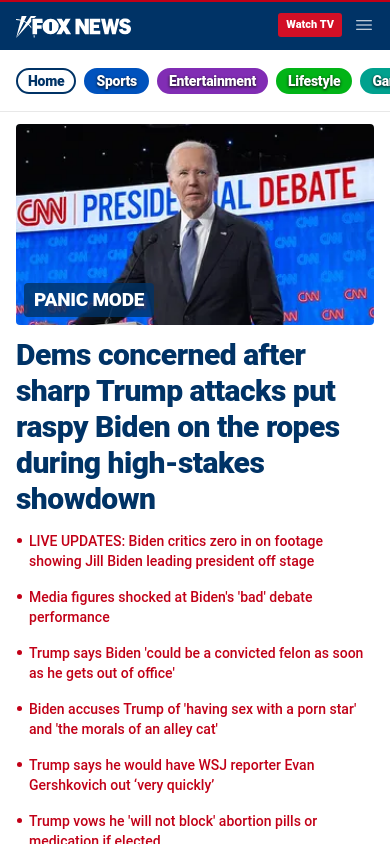 FOX NEWS
Watch TV
Home
Sports
Entertainment
Lifestyle
Ga
CNN PRESIDENTIAL DEBATE
CNN
CNN
CNN
CNN
PANIC MODE
Dems concerned after
sharp Trump attacks put
raspy Biden on the ropes
during high-stakes
showdown
• LIVE UPDATES: Biden critics zero in on footage
showing Jill Biden leading president off stage
• Media figures shocked at Biden's 'bad' debate
performance
• Trump says Biden 'could be a convicted felon as soon
as he gets out of office'
• Biden accuses Trump of 'having sex with a porn star'
and 'the morals of an alley cat'
• Trump says he would have WSJ reporter Evan
Gershkovich out ‘very quickly’
• Trump vows he 'will not block' abortion pills or
medication if elected